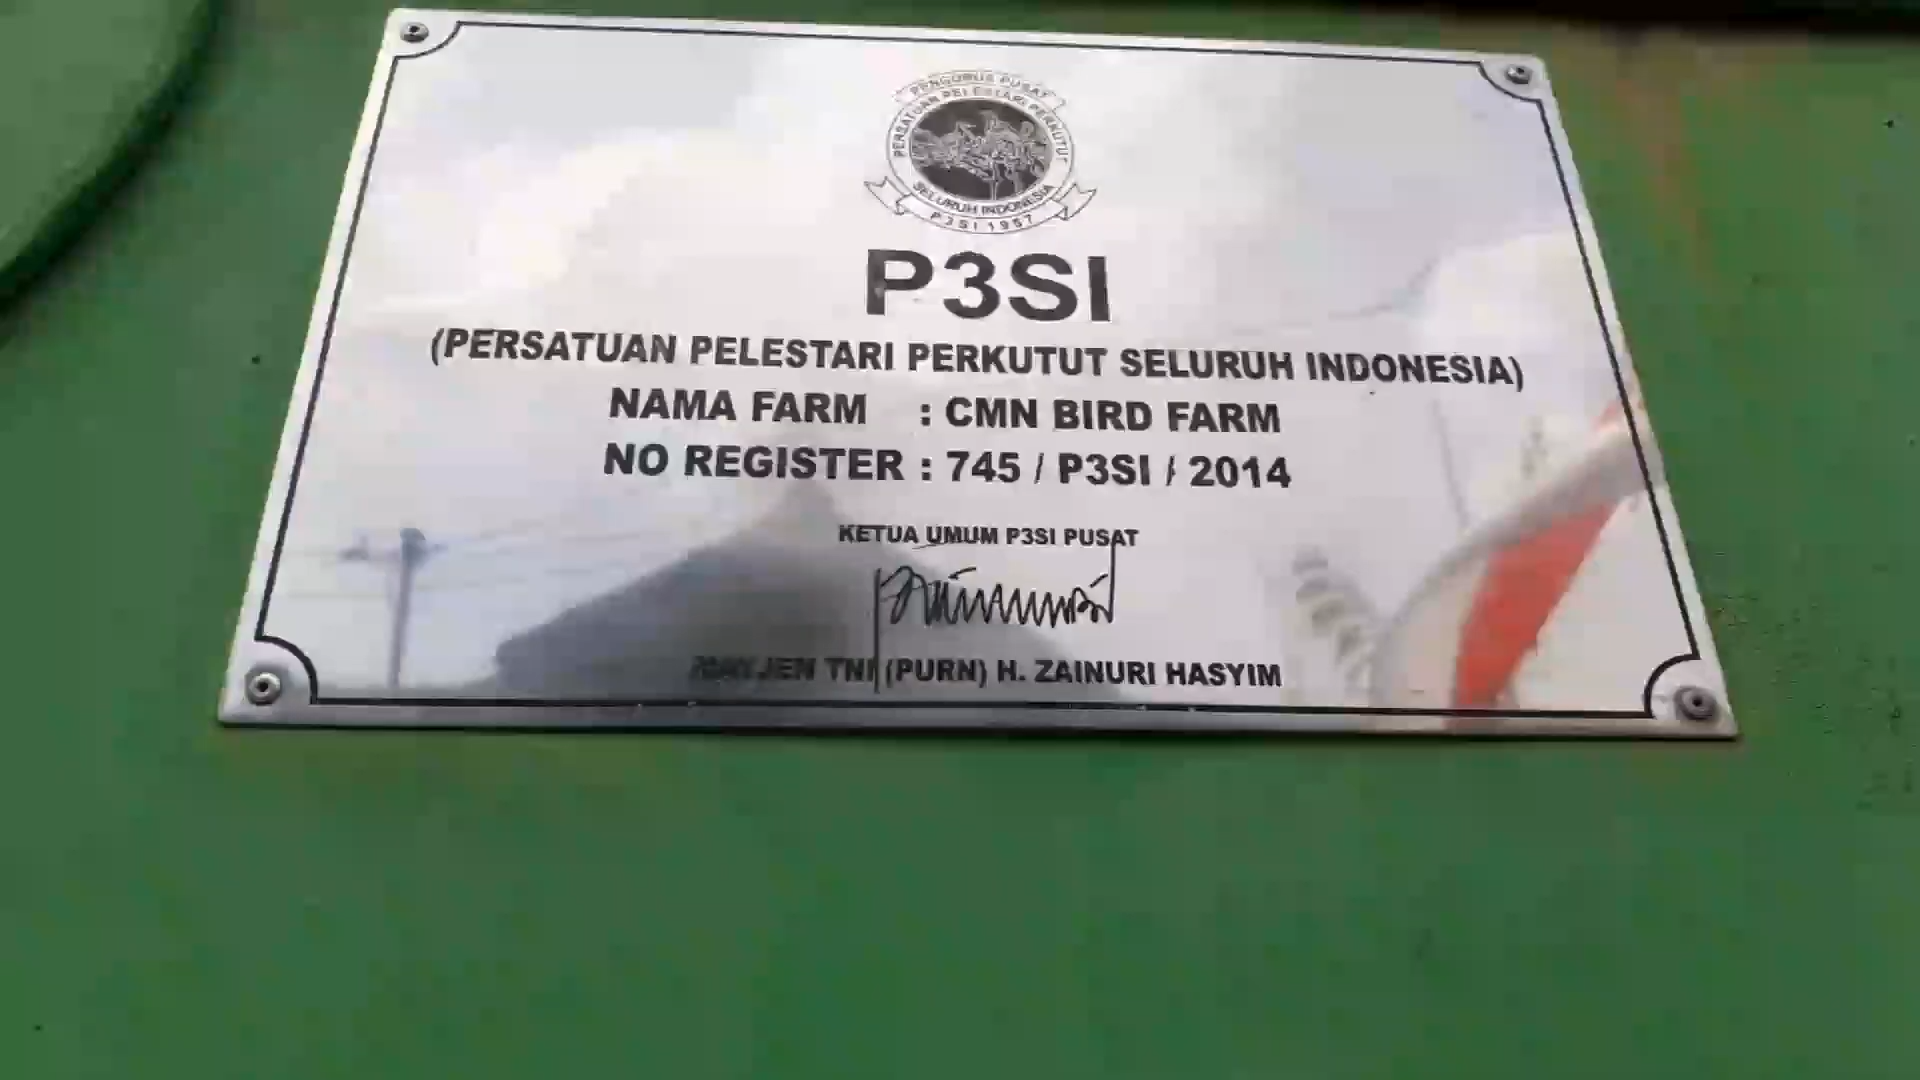 PENGURUS PUSAT
PERSATUAN PELESTARI PERKUTUT
SELURUH INDONESIA
P3SI 1957
P3SI
(PERSATUAN PELESTARI PERKUTUT SELURUH INDONESIA)
NAMA FARM : CMN BIRD FARM
NO REGISTER : 745 / P3SI / 2014
KETUA UMUM P3SI PUSAT
MAYJEN TNI (PURN) H. ZAINURI HASYIM